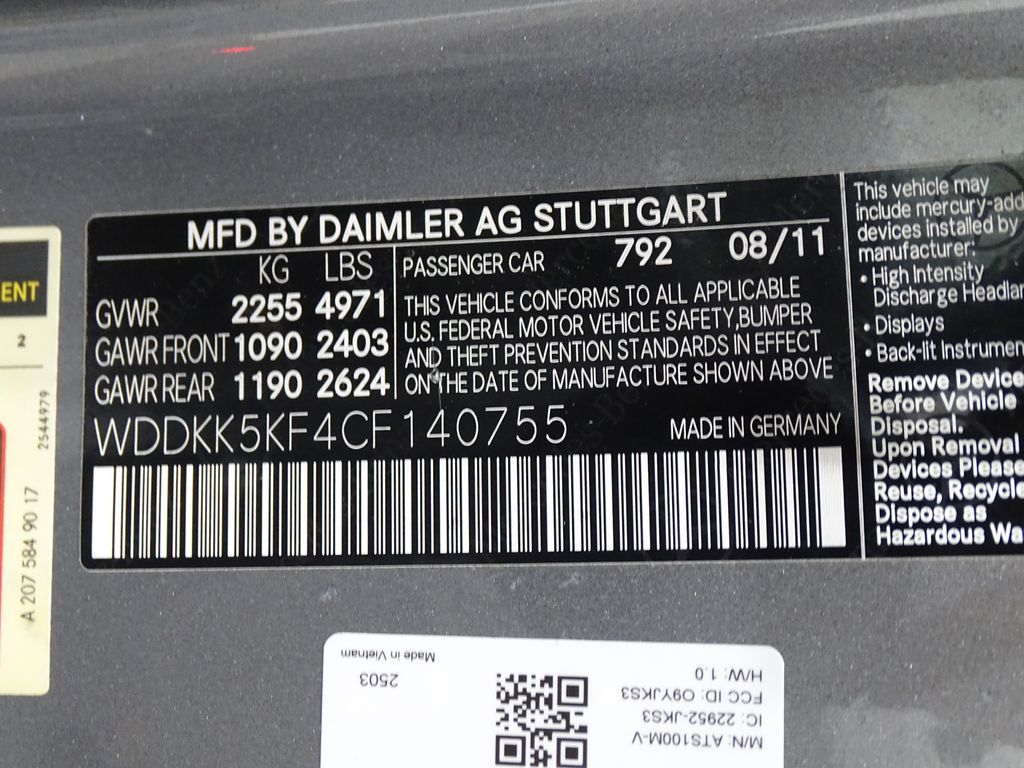 MFD BY DAIMLER AG STUTTGART
KG LBS
GVWR 2255 4971
GAWR FRONT 1090 2403
GAWR REAR 1190 2624
PASSENGER CAR 792 08/11
THIS VEHICLE CONFORMS TO ALL APPLICABLE
U.S. FEDERAL MOTOR VEHICLE SAFETY,BUMPER
AND THEFT PREVENTION STANDARDS IN EFFECT
ON THE DATE OF MANUFACTURE SHOWN ABOVE
WDDKK5KF4CF140755
MADE IN GERMANY
This vehicle may
include mercury-add
devices installed by
manufacturer:
• High Intensity
Discharge Headlam
• Displays
• Back-lit Instrumen
Remove Device
Before Vehicle
Disposal.
Upon Removal
Devices Please
Reuse, Recycle
Dispose as
Hazardous Wa
ENT
2
2544979
A 207 584 90 17
M/N: ATS100M-V
IC: 22952-JKS3
FCC ID: O9YJKS3
H/W: 1.0
2503
Made in Vietnam